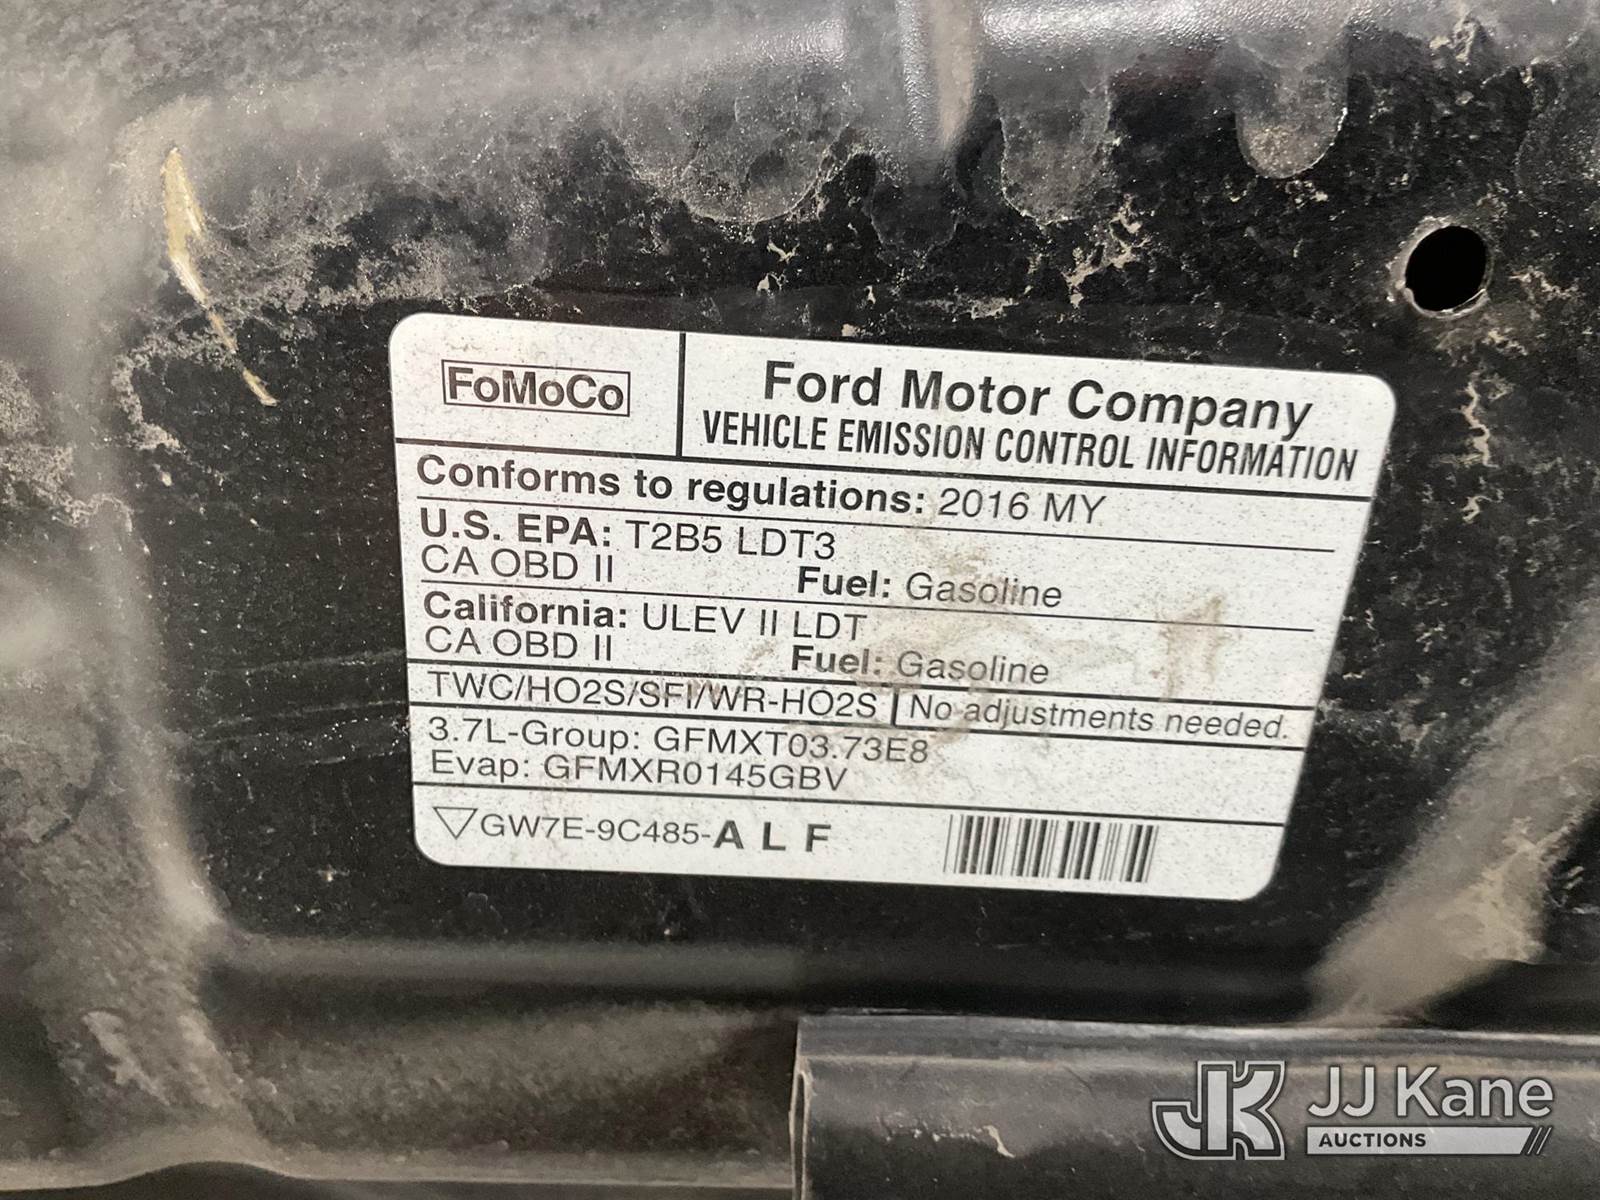 FoMoCo
Ford Motor Company
VEHICLE EMISSION CONTROL INFORMATION
Conforms to regulations: 2016 MY
U.S. EPA: T2B5 LDT3
CA OBD II Fuel: Gasoline
California: ULEV II LDT
CA OBD II Fuel: Gasoline
TWC/HO2S/SFI/WR-HO2S No adjustments needed.
3.7L-Group: GFMXT03.73E8
Evap: GFMXR0145GBV
GW7E-9C485-A L F
JK JJ Kane
AUCTIONS